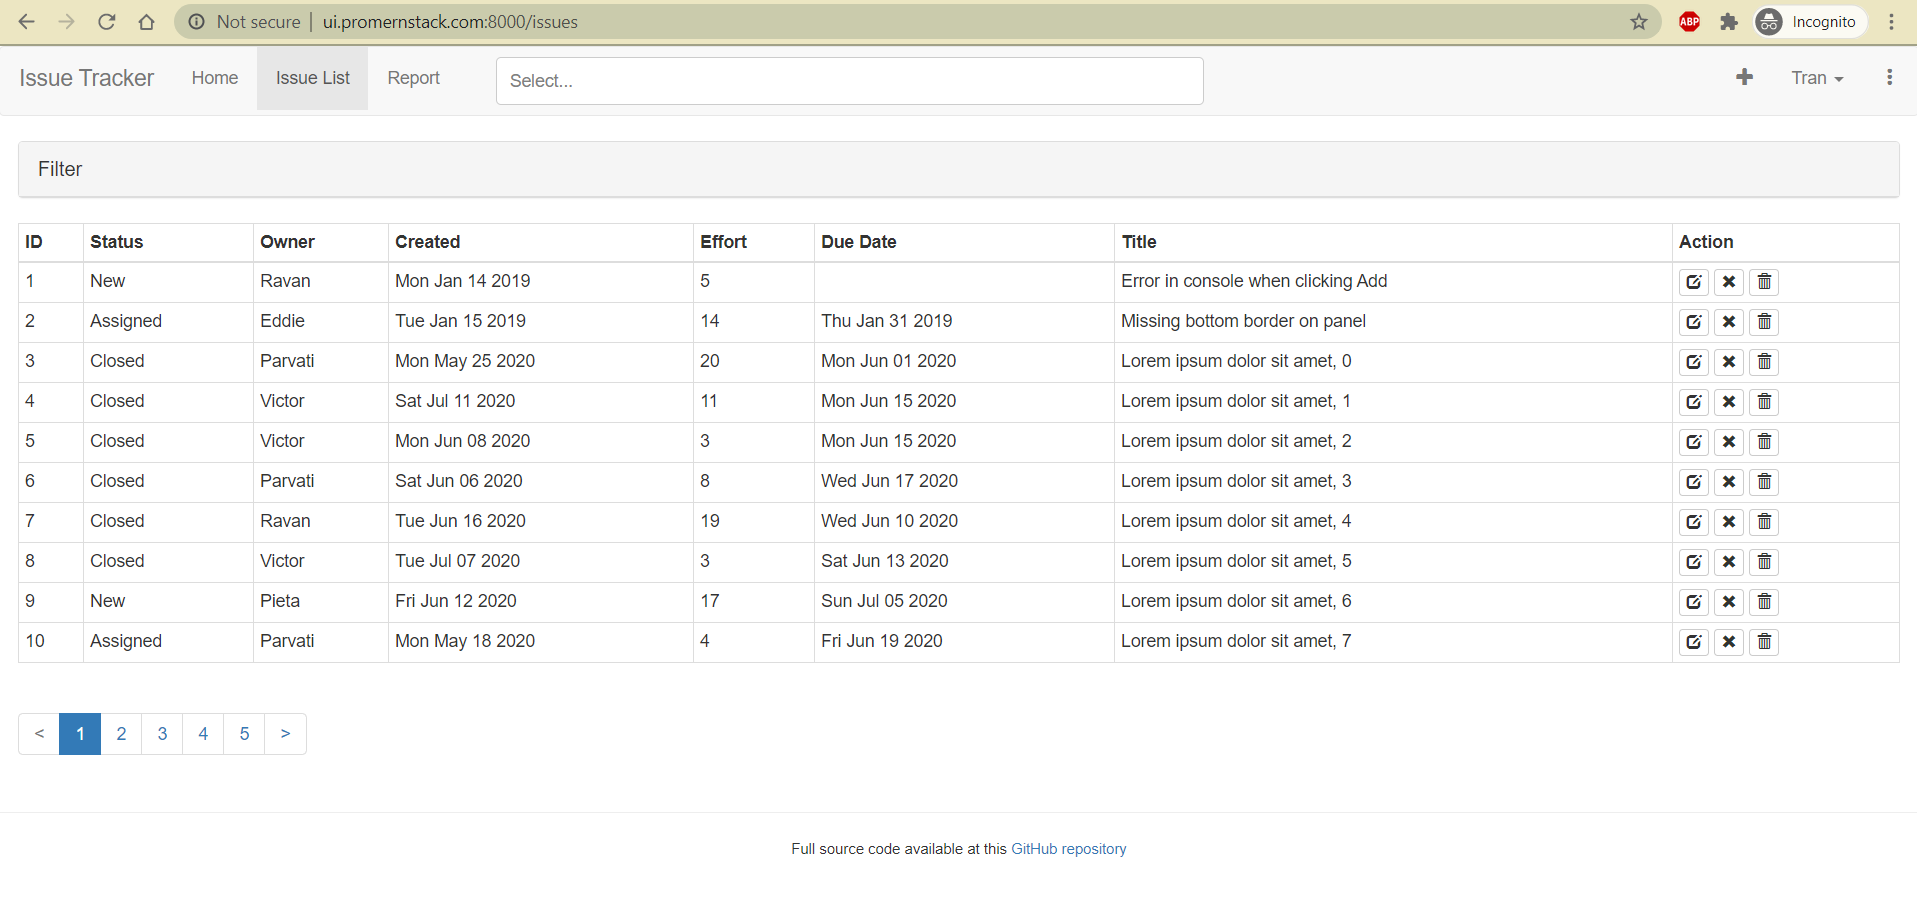 Not secure | ui.promernstack.com:8000/issues ABP Incognito
Issue Tracker Home Issue List Report Select... Tran
Filter
ID Status Owner Created Effort Due Date Title Action
1 New Ravan Mon Jan 14 2019 5 Error in console when clicking Add
2 Assigned Eddie Tue Jan 15 2019 14 Thu Jan 31 2019 Missing bottom border on panel
3 Closed Parvati Mon May 25 2020 20 Mon Jun 01 2020 Lorem ipsum dolor sit amet, 0
4 Closed Victor Sat Jul 11 2020 11 Mon Jun 15 2020 Lorem ipsum dolor sit amet, 1
5 Closed Victor Mon Jun 08 2020 3 Mon Jun 15 2020 Lorem ipsum dolor sit amet, 2
6 Closed Parvati Sat Jun 06 2020 8 Wed Jun 17 2020 Lorem ipsum dolor sit amet, 3
7 Closed Ravan Tue Jun 16 2020 19 Wed Jun 10 2020 Lorem ipsum dolor sit amet, 4
8 Closed Victor Tue Jul 07 2020 3 Sat Jun 13 2020 Lorem ipsum dolor sit amet, 5
9 New Pieta Fri Jun 12 2020 17 Sun Jul 05 2020 Lorem ipsum dolor sit amet, 6
10 Assigned Parvati Mon May 18 2020 4 Fri Jun 19 2020 Lorem ipsum dolor sit amet, 7
< 1 2 3 4 5 >
Full source code available at this GitHub repository